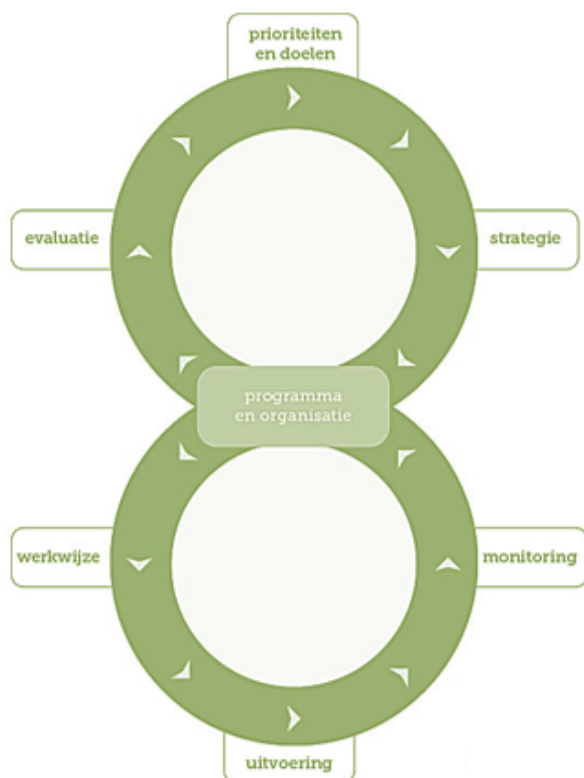 prioriteiten
en doelen
evaluatie
strategie
programma
en organisatie
werkwijze
monitoring
uitvoering